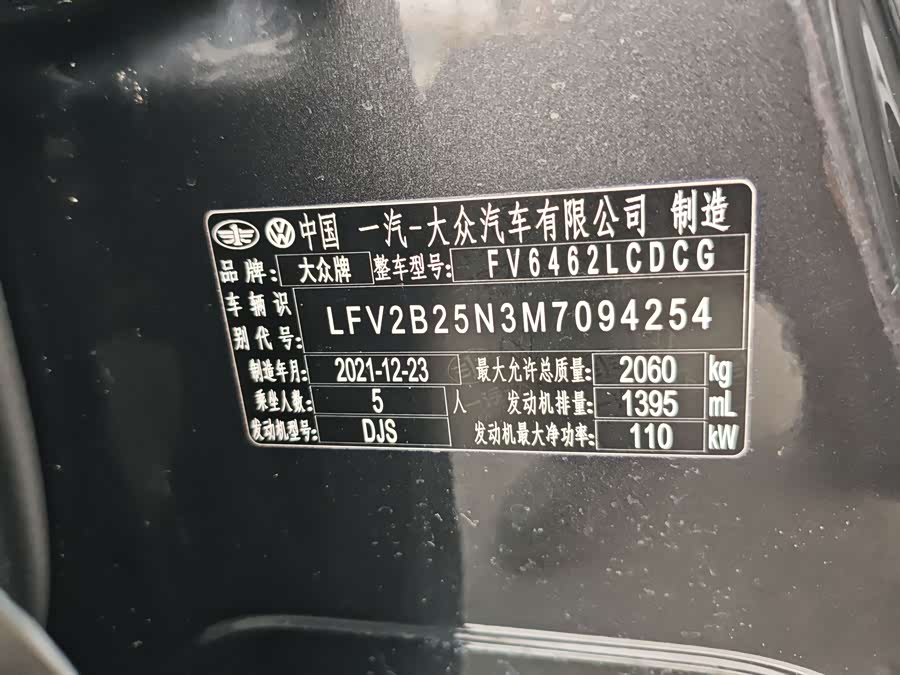 中国 一汽-大众汽车有限公司 制造
品牌: 大众牌 整车型号: FV6462LCDCG
车辆识别代号: LFV2B25N3M7094254
制造年月: 2021-12-23 最大允许总质量: 2060 kg
乘坐人数: 5 人 发动机排量: 1395 mL
发动机型号: DJS 发动机最大净功率: 110 kW